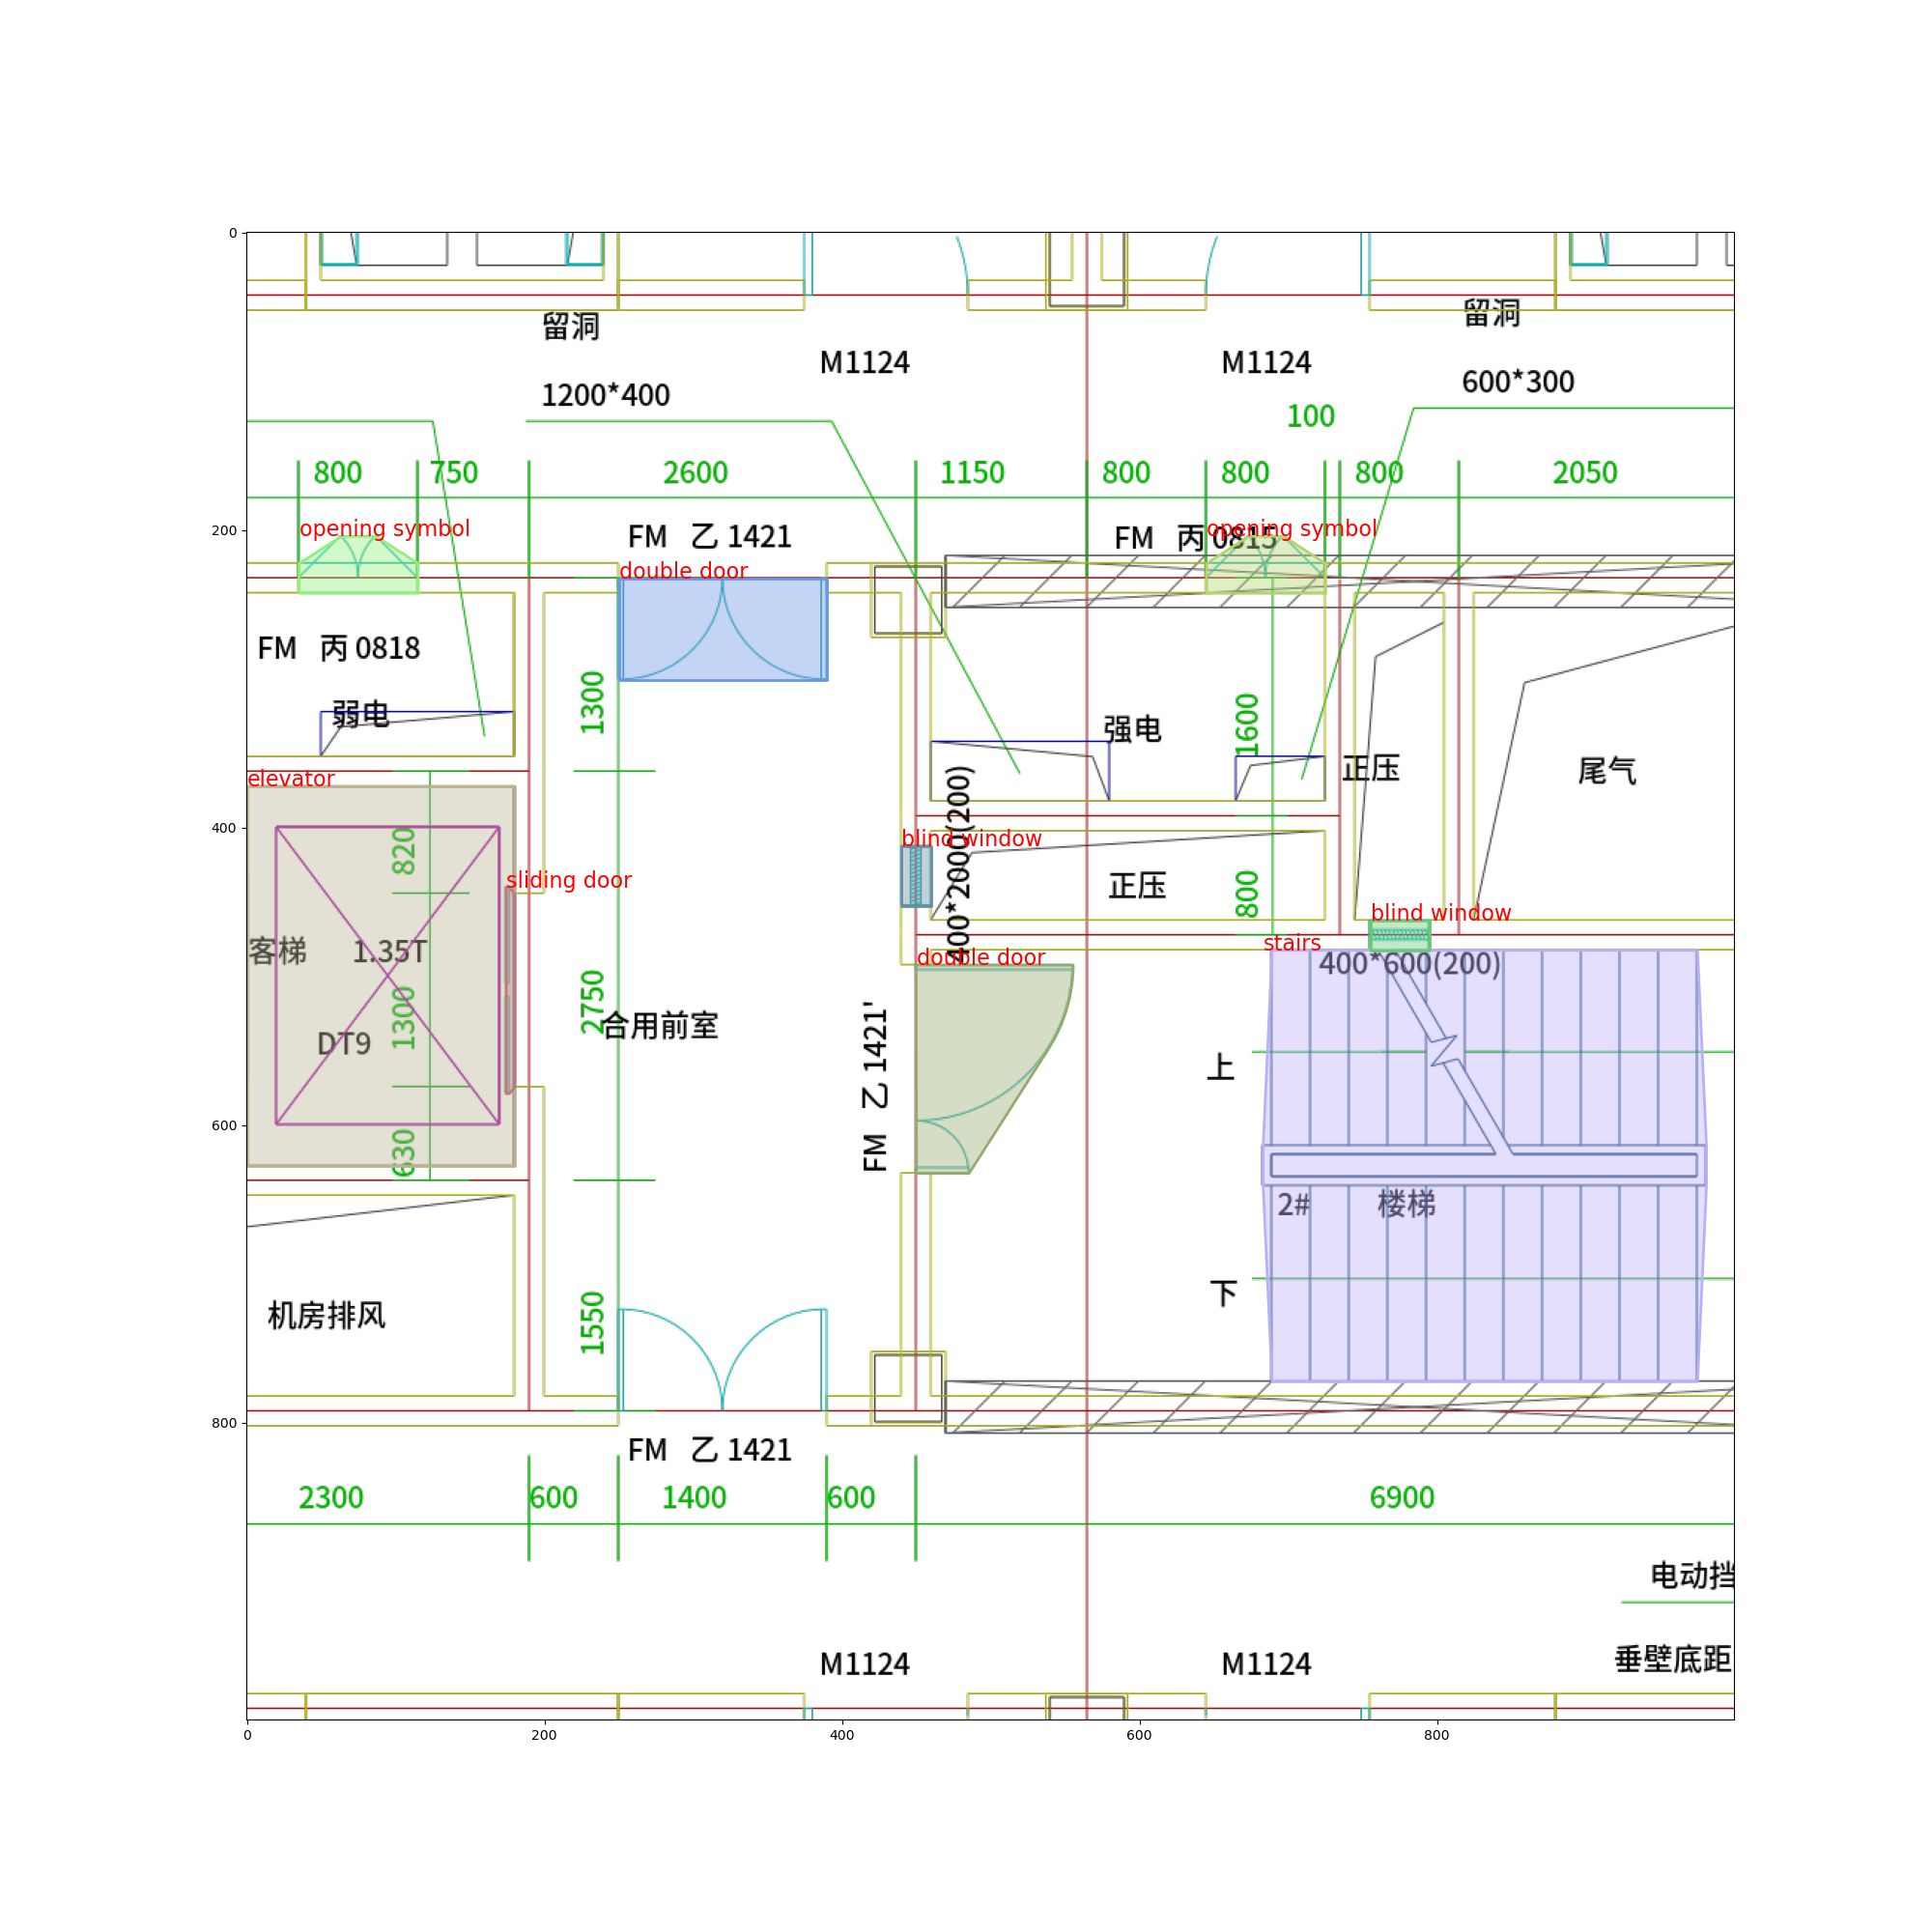 0
留洞
留洞
M1124
M1124
1200*400
600*300
100
800
750
2600
1150
800
800
800
2050
200
opening symbol
FM 乙 1421
FM 丙 0815
opening symbol
double door
FM 丙 0818
1300
弱电
强电
1600
正压
尾气
elevator
400
820
blind window
400*2000(200)
sliding door
正压
800
blind window
客梯 1.35T
double door
stairs
400*600(200)
2750
1300
DT9
合用前室
FM 乙 1421'
上
600
630
2# 楼梯
下
机房排风
1550
800
FM 乙 1421
2300
600
1400
600
6900
电动挡
M1124
M1124
垂壁底距
0
200
400
600
800